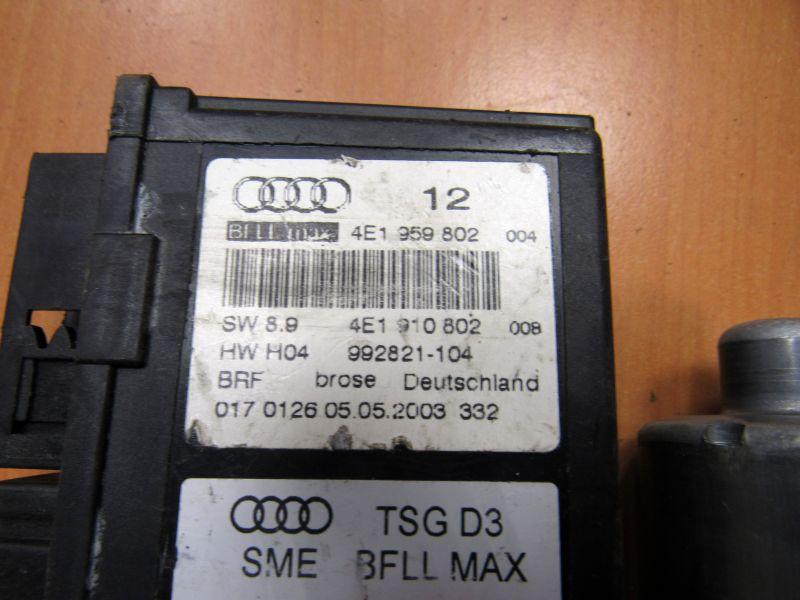 12
BFLL max 4E1 959 802 004
SW 8.9 4E1 910 802 008
HW H04 992821-104
BRF brose Deutschland
017 0126 05.05.2003 332
TSG D3
SME BFLL MAX